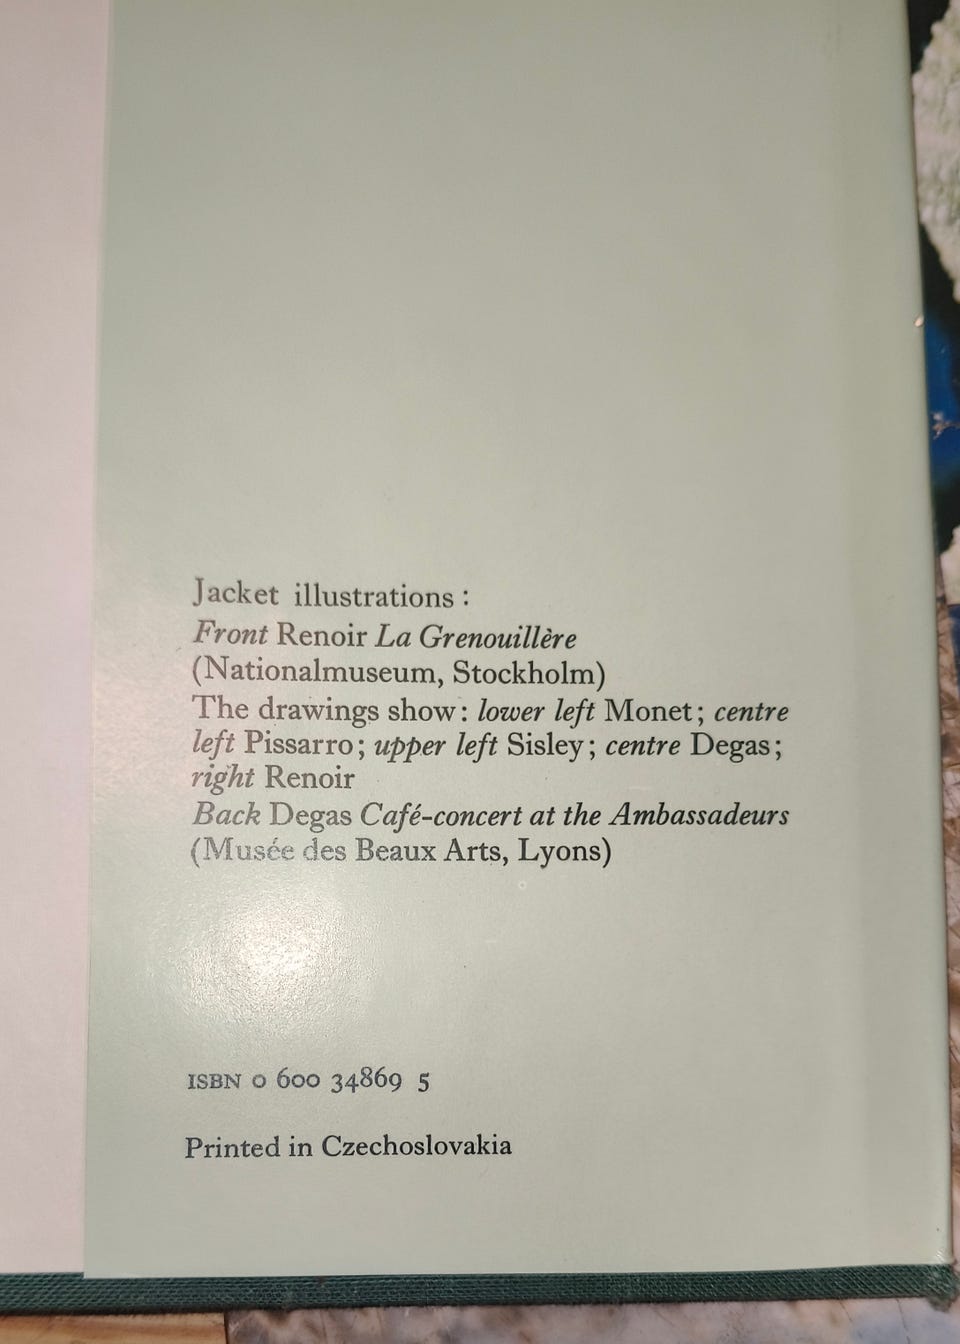 Jacket illustrations :
Front Renoir La Grenouillère
(Nationalmuseum, Stockholm)
The drawings show: lower left Monet; centre
left Pissarro; upper left Sisley; centre Degas;
right Renoir
Back Degas Café-concert at the Ambassadeurs
(Musée des Beaux Arts, Lyons)
ISBN 0 600 34869 5
Printed in Czechoslovakia